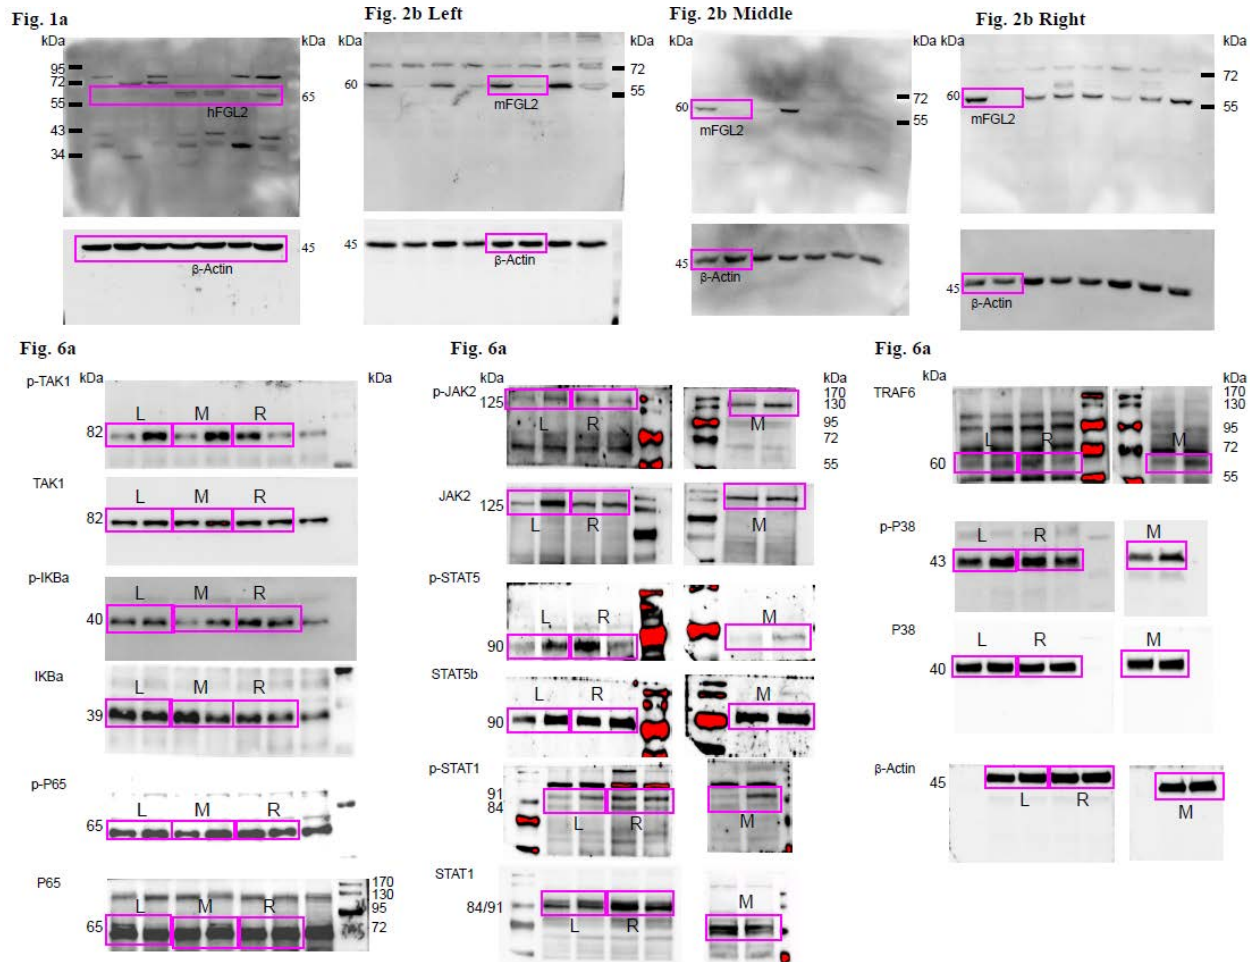 Fig. 1a
kDa
kDa
95
72
55
43
34
65
hFGL2
45
β-Actin
Fig. 2b Left
kDa
kDa
60
72
55
mFGL2
45
β-Actin
Fig. 2b Middle
kDa
kDa
60
72
55
mFGL2
45
β-Actin
Fig. 2b Right
kDa
kDa
60
72
55
mFGL2
45
β-Actin
Fig. 6a
p-TAK1
kDa
kDa
L M R
82
TAK1
L M R
82
p-IKBa
L M R
40
IKBa
L M R
39
p-P65
L M R
65
P65
L M R
65
170
130
95
72
Fig. 6a
kDa
kDa
p-JAK2
125
L R
M
170
130
95
72
55
JAK2
125
L R
M
p-STAT5
L R
M
90
STAT5b
L R
M
90
p-STAT1
91
84
L R
M
STAT1
84/91
L R
M
Fig. 6a
kDa
kDa
TRAF6
L R
M
60
170
130
95
72
55
p-P38
L R
M
43
P38
L R
M
40
β-Actin
45
L R
M